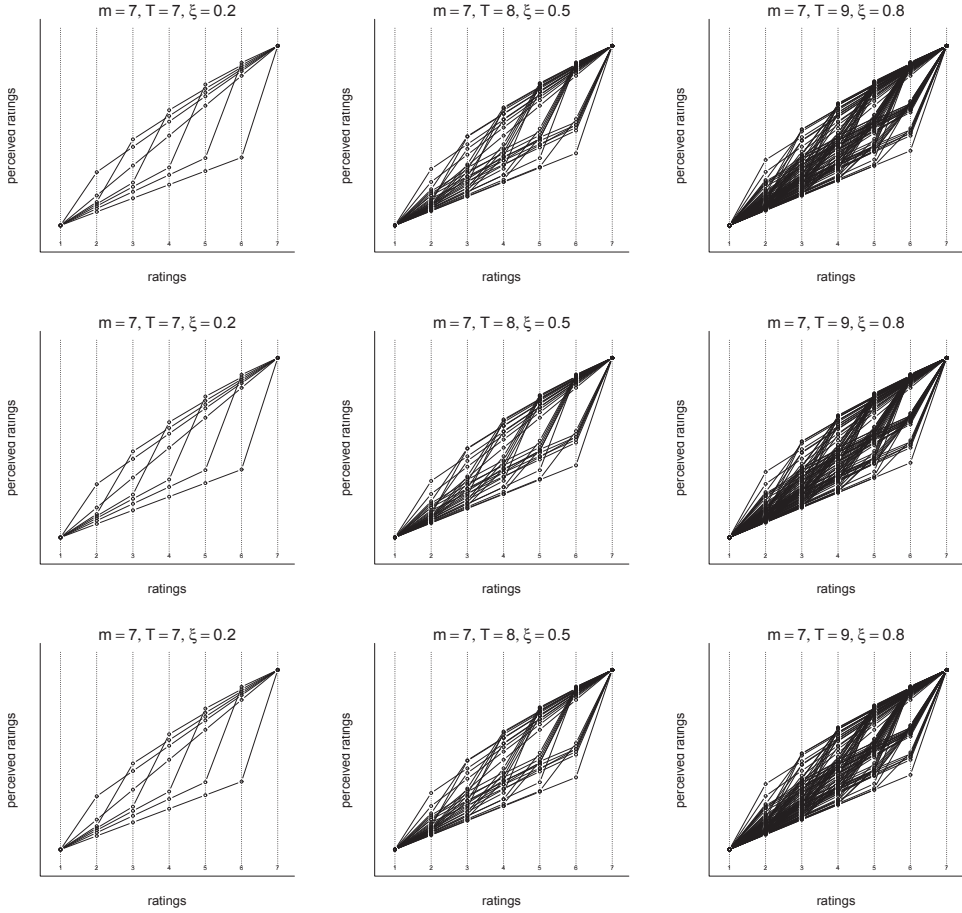 m = 7, T = 7, ξ = 0.2
m = 7, T = 8, ξ = 0.5
m = 7, T = 9, ξ = 0.8
perceived ratings
perceived ratings
perceived ratings
1 2 3 4 5 6 7
1 2 3 4 5 6 7
1 2 3 4 5 6 7
ratings
ratings
ratings
m = 7, T = 7, ξ = 0.2
m = 7, T = 8, ξ = 0.5
m = 7, T = 9, ξ = 0.8
perceived ratings
perceived ratings
perceived ratings
1 2 3 4 5 6 7
1 2 3 4 5 6 7
1 2 3 4 5 6 7
ratings
ratings
ratings
m = 7, T = 7, ξ = 0.2
m = 7, T = 8, ξ = 0.5
m = 7, T = 9, ξ = 0.8
perceived ratings
perceived ratings
perceived ratings
1 2 3 4 5 6 7
1 2 3 4 5 6 7
1 2 3 4 5 6 7
ratings
ratings
ratings